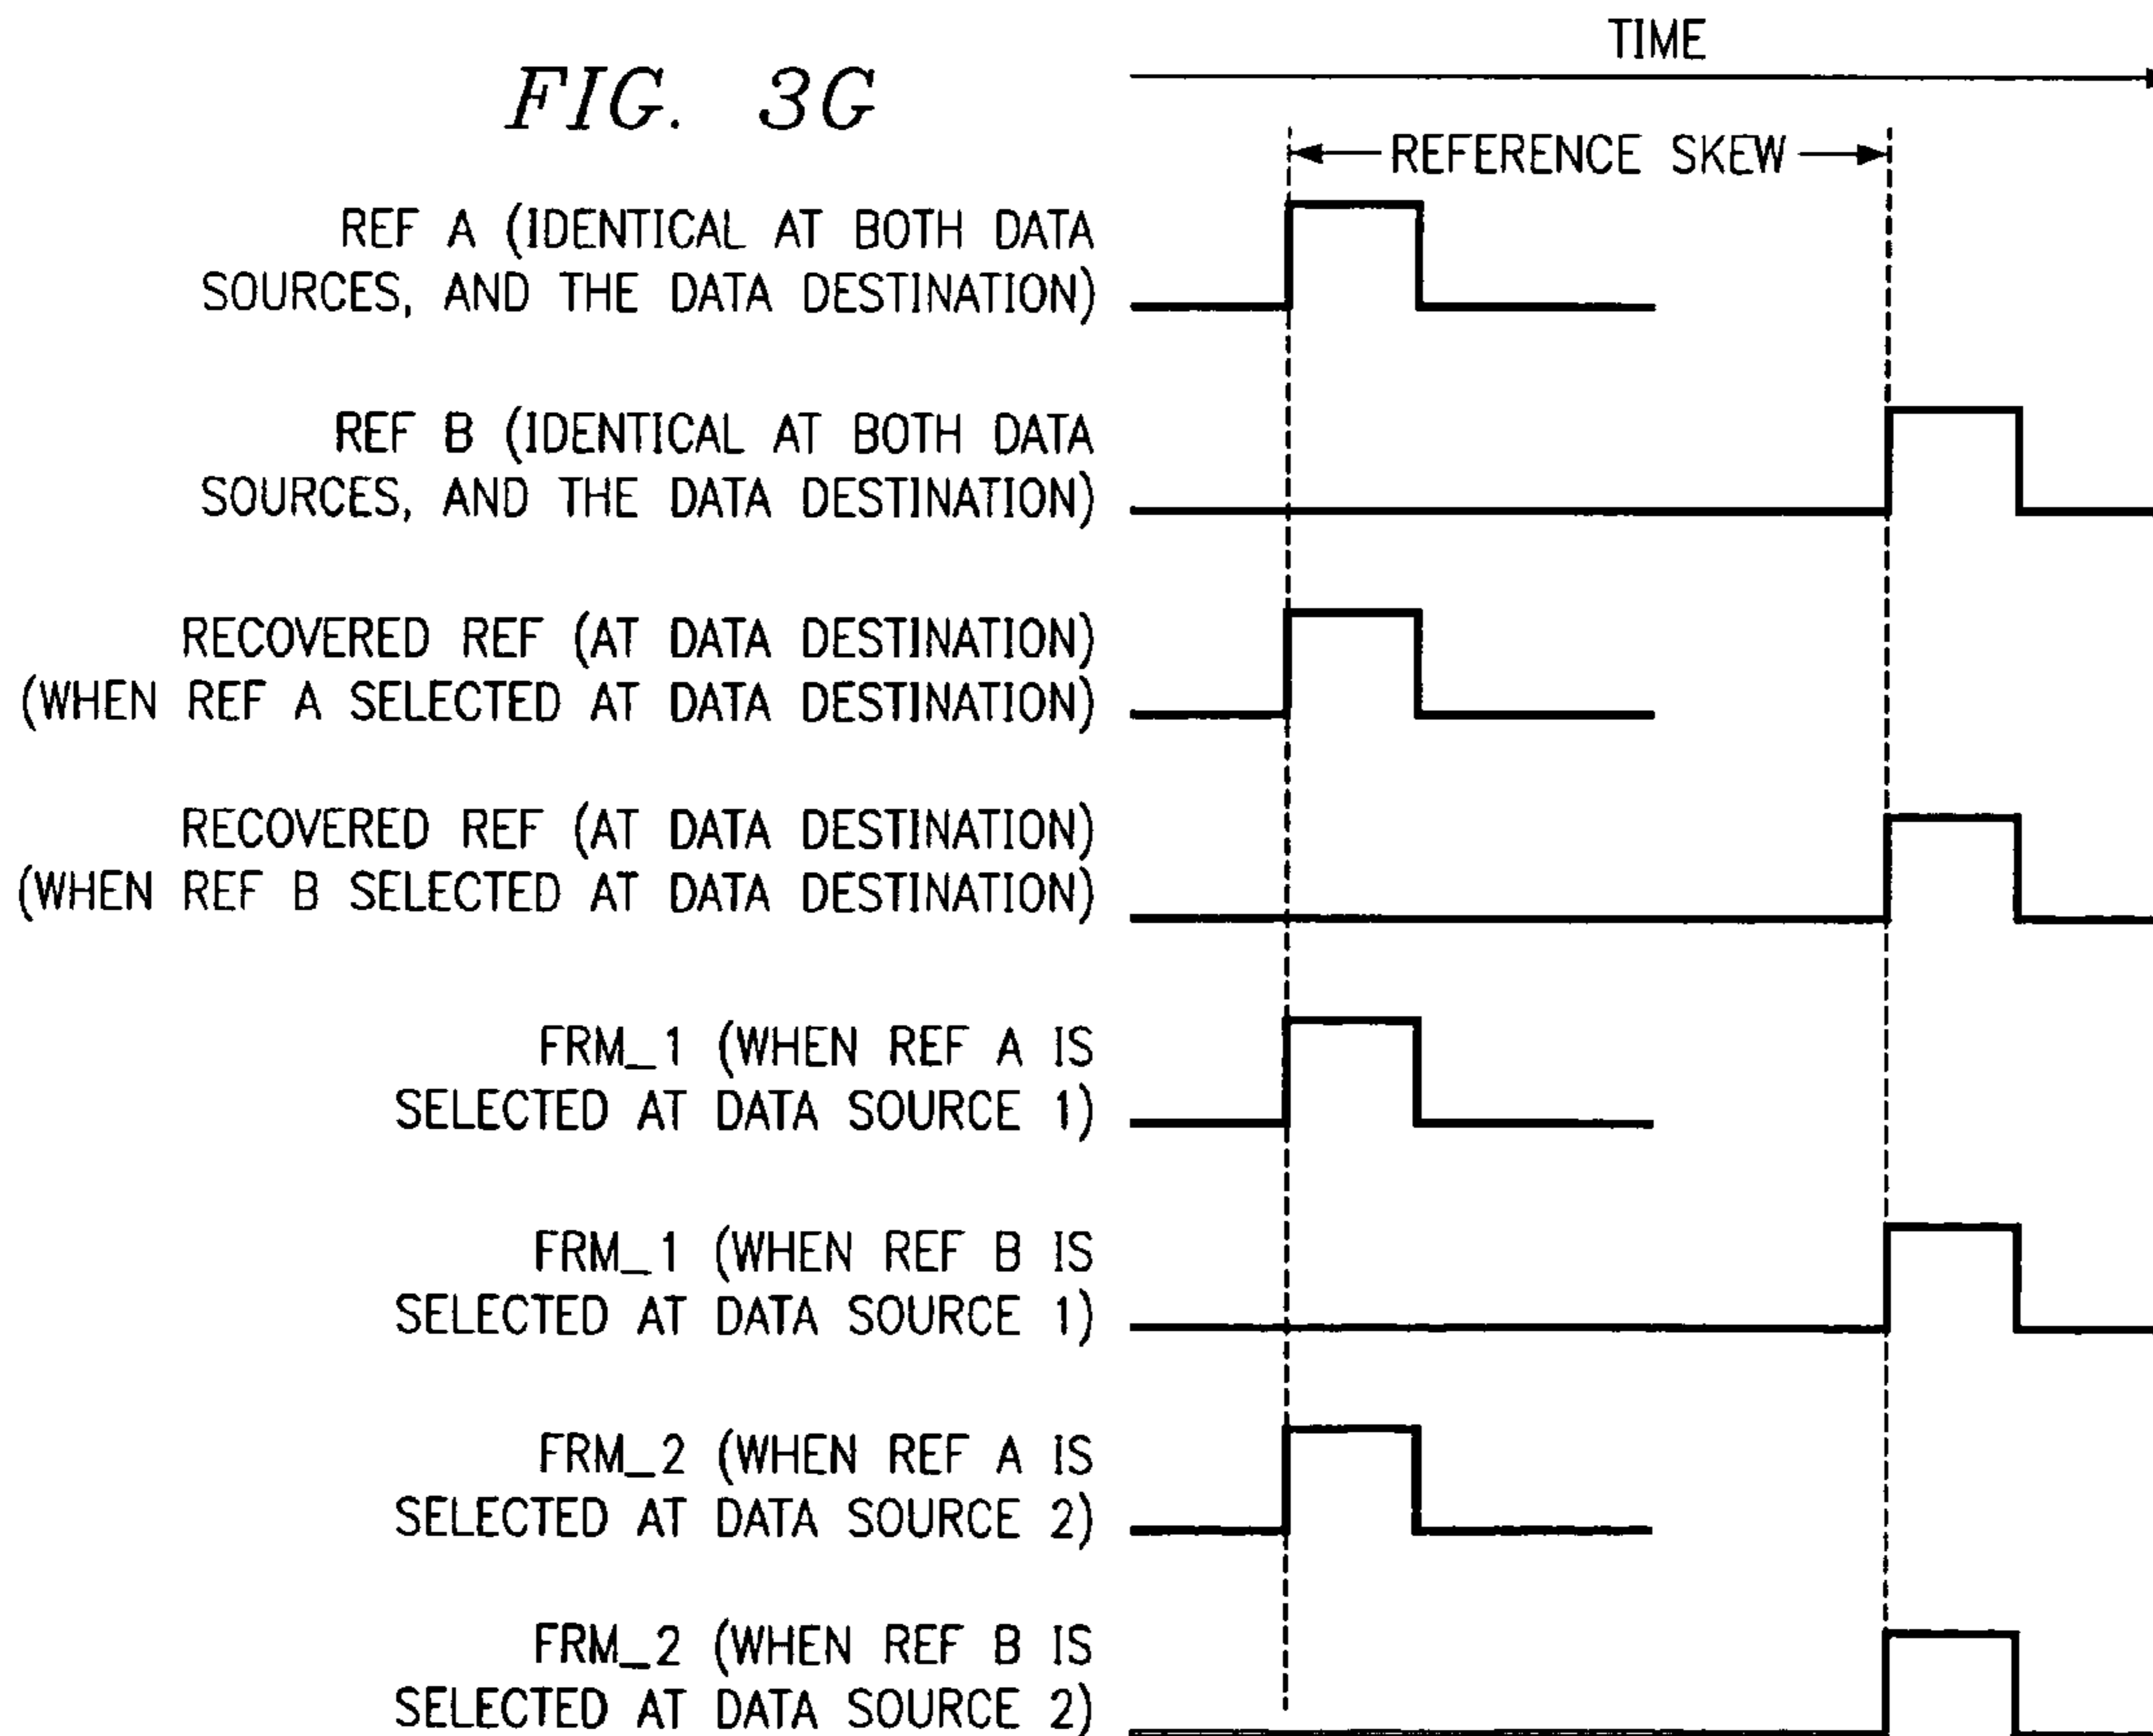 FIG. 3G
TIME
REFERENCE SKEW
REF A (IDENTICAL AT BOTH DATA
SOURCES, AND THE DATA DESTINATION)
REF B (IDENTICAL AT BOTH DATA
SOURCES, AND THE DATA DESTINATION)
RECOVERED REF (AT DATA DESTINATION)
(WHEN REF A SELECTED AT DATA DESTINATION)
RECOVERED REF (AT DATA DESTINATION)
(WHEN REF B SELECTED AT DATA DESTINATION)
FRM_1 (WHEN REF A IS
SELECTED AT DATA SOURCE 1)
FRM_1 (WHEN REF B IS
SELECTED AT DATA SOURCE 1)
FRM_2 (WHEN REF A IS
SELECTED AT DATA SOURCE 2)
FRM_2 (WHEN REF B IS
SELECTED AT DATA SOURCE 2)